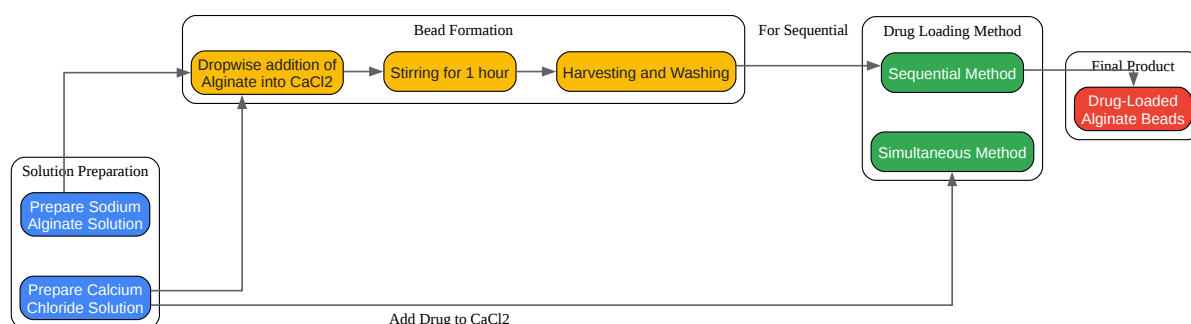 Bead Formation
For Sequential
Drug Loading Method
Dropwise addition of
Alginate into CaCl2
Stirring for 1 hour
Harvesting and Washing
Sequential Method
Final Product
Drug-Loaded
Alginate Beads
Simultaneous Method
Solution Preparation
Prepare Sodium
Alginate Solution
Prepare Calcium
Chloride Solution
Add Drug to CaCl2